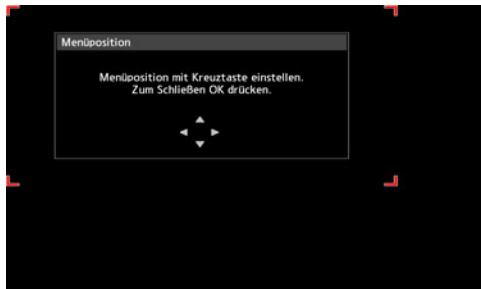 Menüposition
Menüposition mit Kreuztaste einstellen.
Zum Schließen OK drücken.